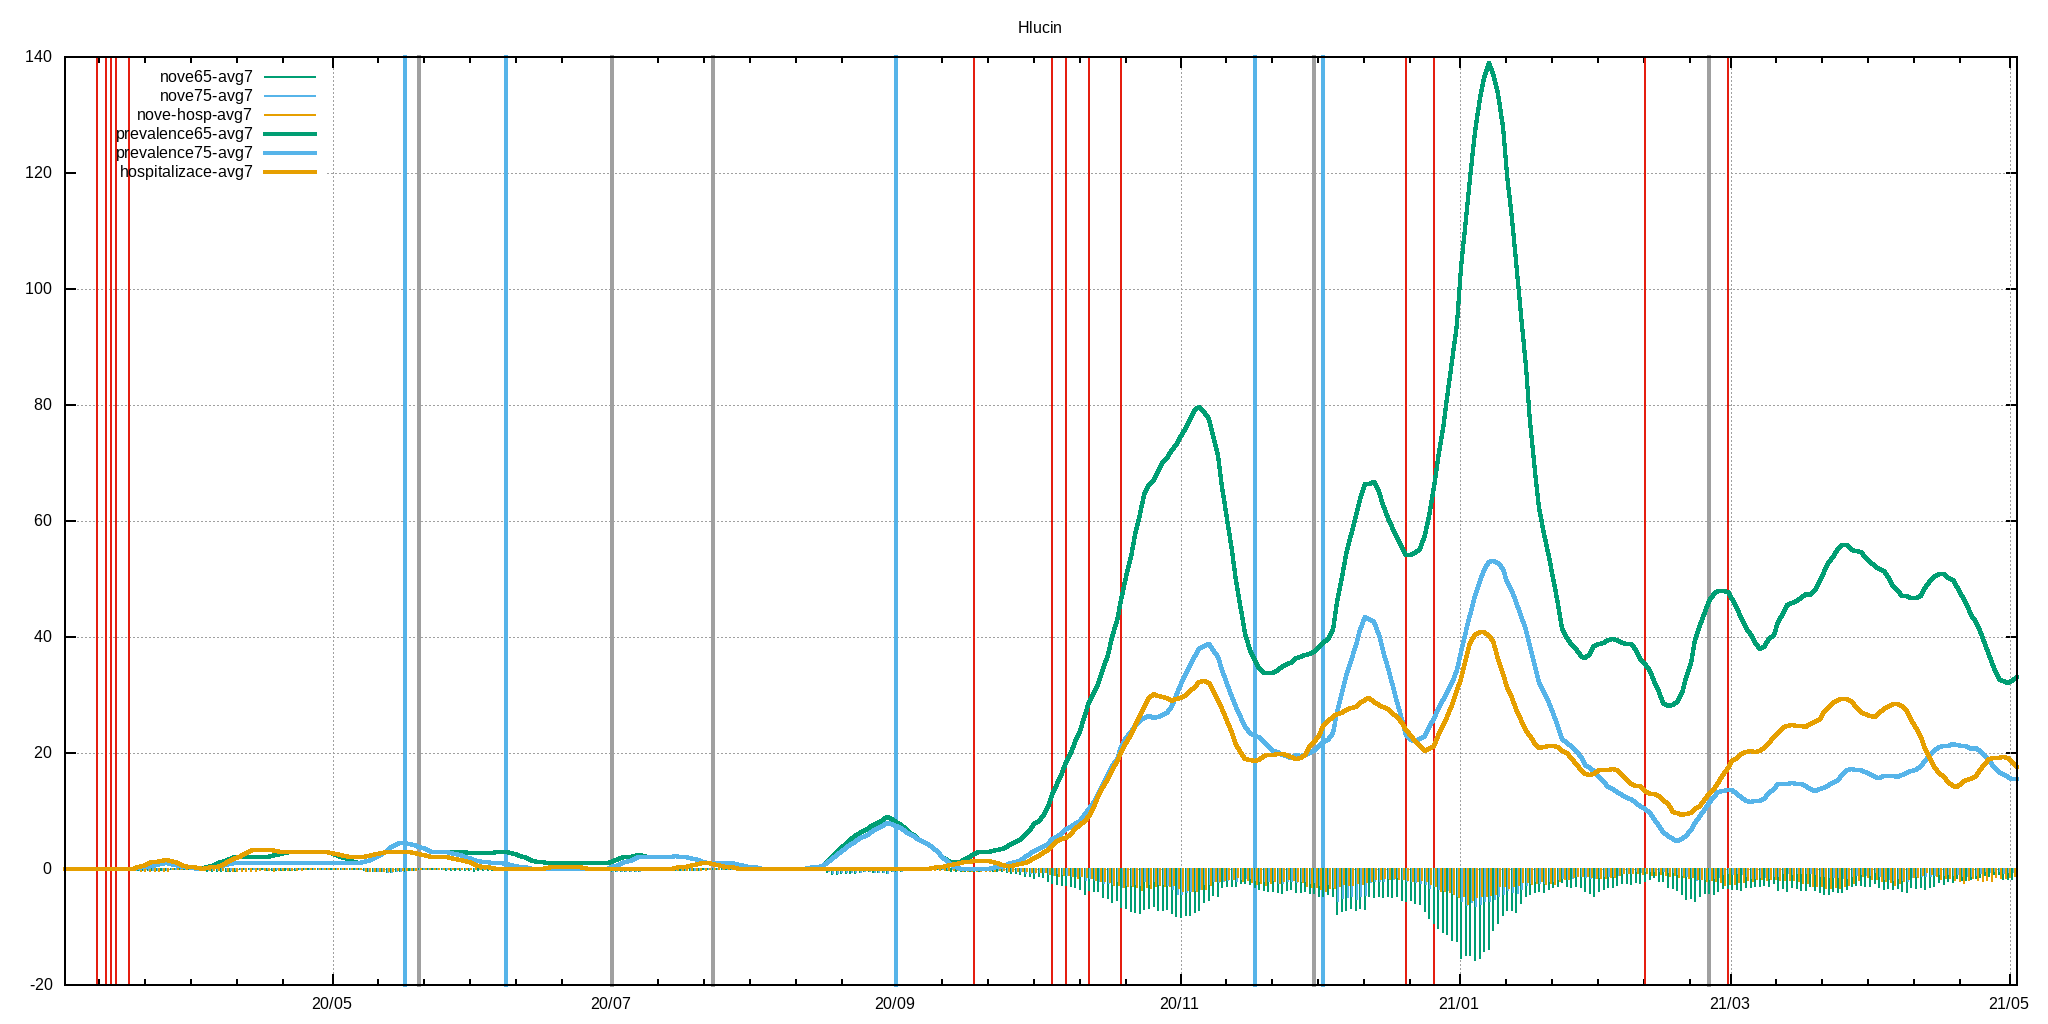 Hlucin
140
120
100
80
60
40
20
0
-20
nove65-avg7
nove75-avg7
nove-hosp-avg7
prevalence65-avg7
prevalence75-avg7
hospitalizace-avg7
20/05
20/07
20/09
20/11
21/01
21/03
21/05